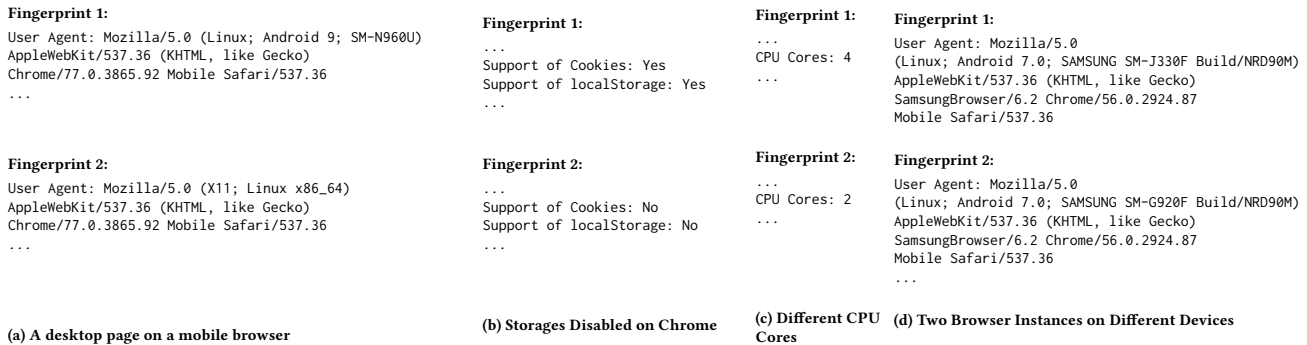 Fingerprint 1:
User Agent: Mozilla/5.0 (Linux; Android 9; SM-N960U)
AppleWebKit/537.36 (KHTML, like Gecko)
Chrome/77.0.3865.92 Mobile Safari/537.36
...
Fingerprint 2:
User Agent: Mozilla/5.0 (X11; Linux x86_64)
AppleWebKit/537.36 (KHTML, like Gecko)
Chrome/77.0.3865.92 Mobile Safari/537.36
...
(a) A desktop page on a mobile browser
Fingerprint 1:
...
Support of Cookies: Yes
Support of localStorage: Yes
...
Fingerprint 2:
...
Support of Cookies: No
Support of localStorage: No
...
(b) Storages Disabled on Chrome
Fingerprint 1:
...
CPU Cores: 4
...
Fingerprint 2:
...
CPU Cores: 2
...
(c) Different CPU
Cores
Fingerprint 1:
User Agent: Mozilla/5.0
(Linux; Android 7.0; SAMSUNG SM-J330F Build/NRD90M)
AppleWebKit/537.36 (KHTML, like Gecko)
SamsungBrowser/6.2 Chrome/56.0.2924.87
Mobile Safari/537.36
Fingerprint 2:
User Agent: Mozilla/5.0
(Linux; Android 7.0; SAMSUNG SM-G920F Build/NRD90M)
AppleWebKit/537.36 (KHTML, like Gecko)
SamsungBrowser/6.2 Chrome/56.0.2924.87
Mobile Safari/537.36
...
(d) Two Browser Instances on Different Devices